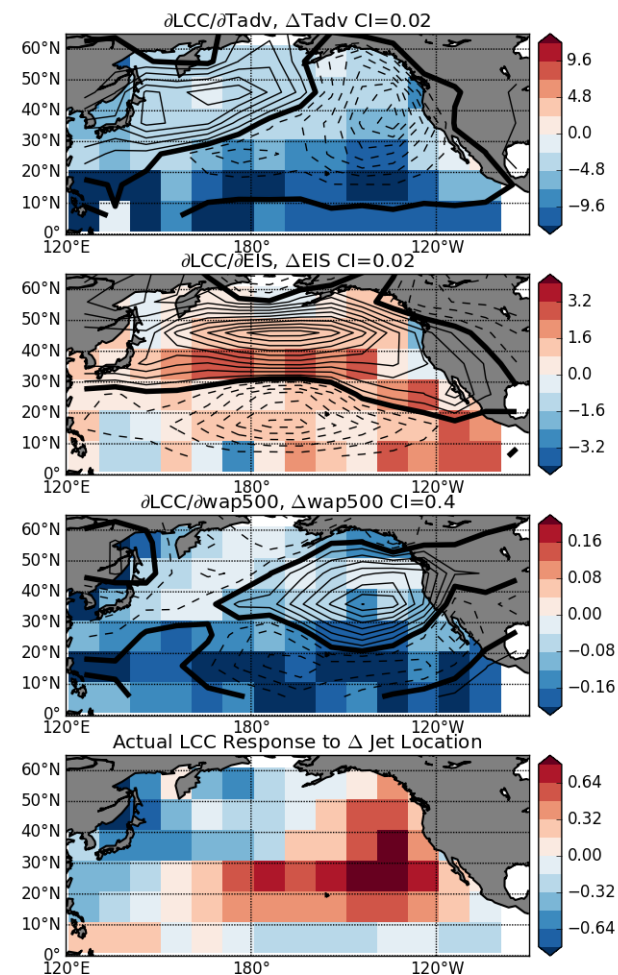 ∂LCC/∂Tadv, ΔTadv CI=0.02
60°N
50°N
40°N
30°N
20°N
10°N
0°
120°E
180°
120°W
9.6
4.8
0.0
−4.8
−9.6
∂LCC/∂EIS, ΔEIS CI=0.02
60°N
50°N
40°N
30°N
20°N
10°N
0°
120°E
180°
120°W
3.2
1.6
0.0
−1.6
−3.2
∂LCC/∂wap500, Δwap500 CI=0.4
60°N
50°N
40°N
30°N
20°N
10°N
0°
120°E
180°
120°W
0.16
0.08
0.00
−0.08
−0.16
Actual LCC Response to Δ Jet Location
60°N
50°N
40°N
30°N
20°N
10°N
0°
120°E
180°
120°W
0.64
0.32
0.00
−0.32
−0.64